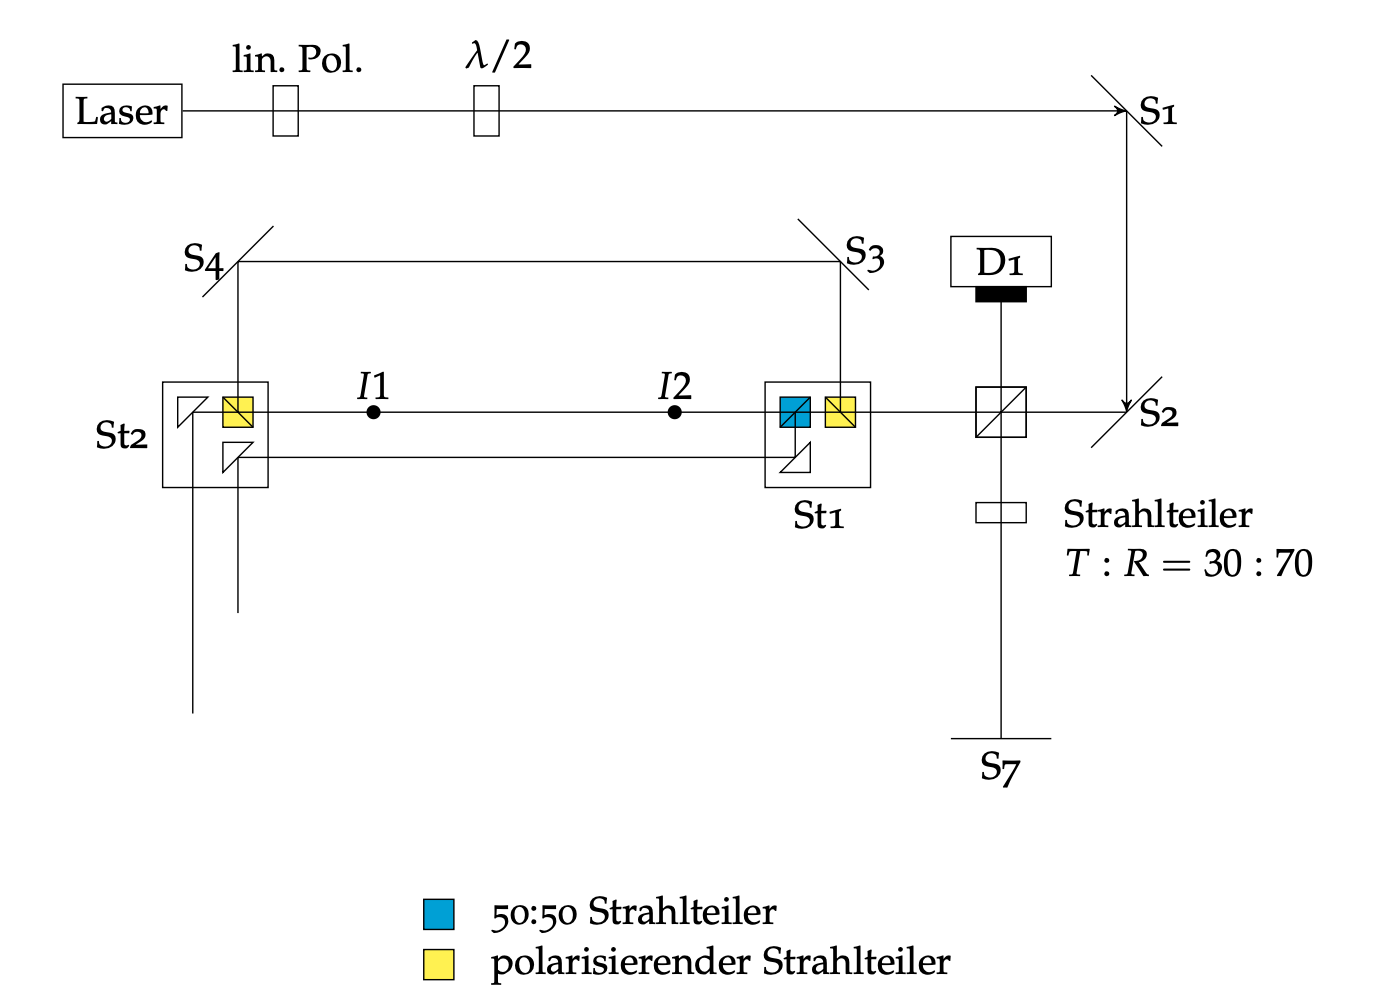 lin. Pol.
λ/2
Laser
S1
S4
S3
D1
I1
I2
S2
St2
St1
Strahlteiler
T : R = 30 : 70
S7
50:50 Strahlteiler
polarisierender Strahlteiler